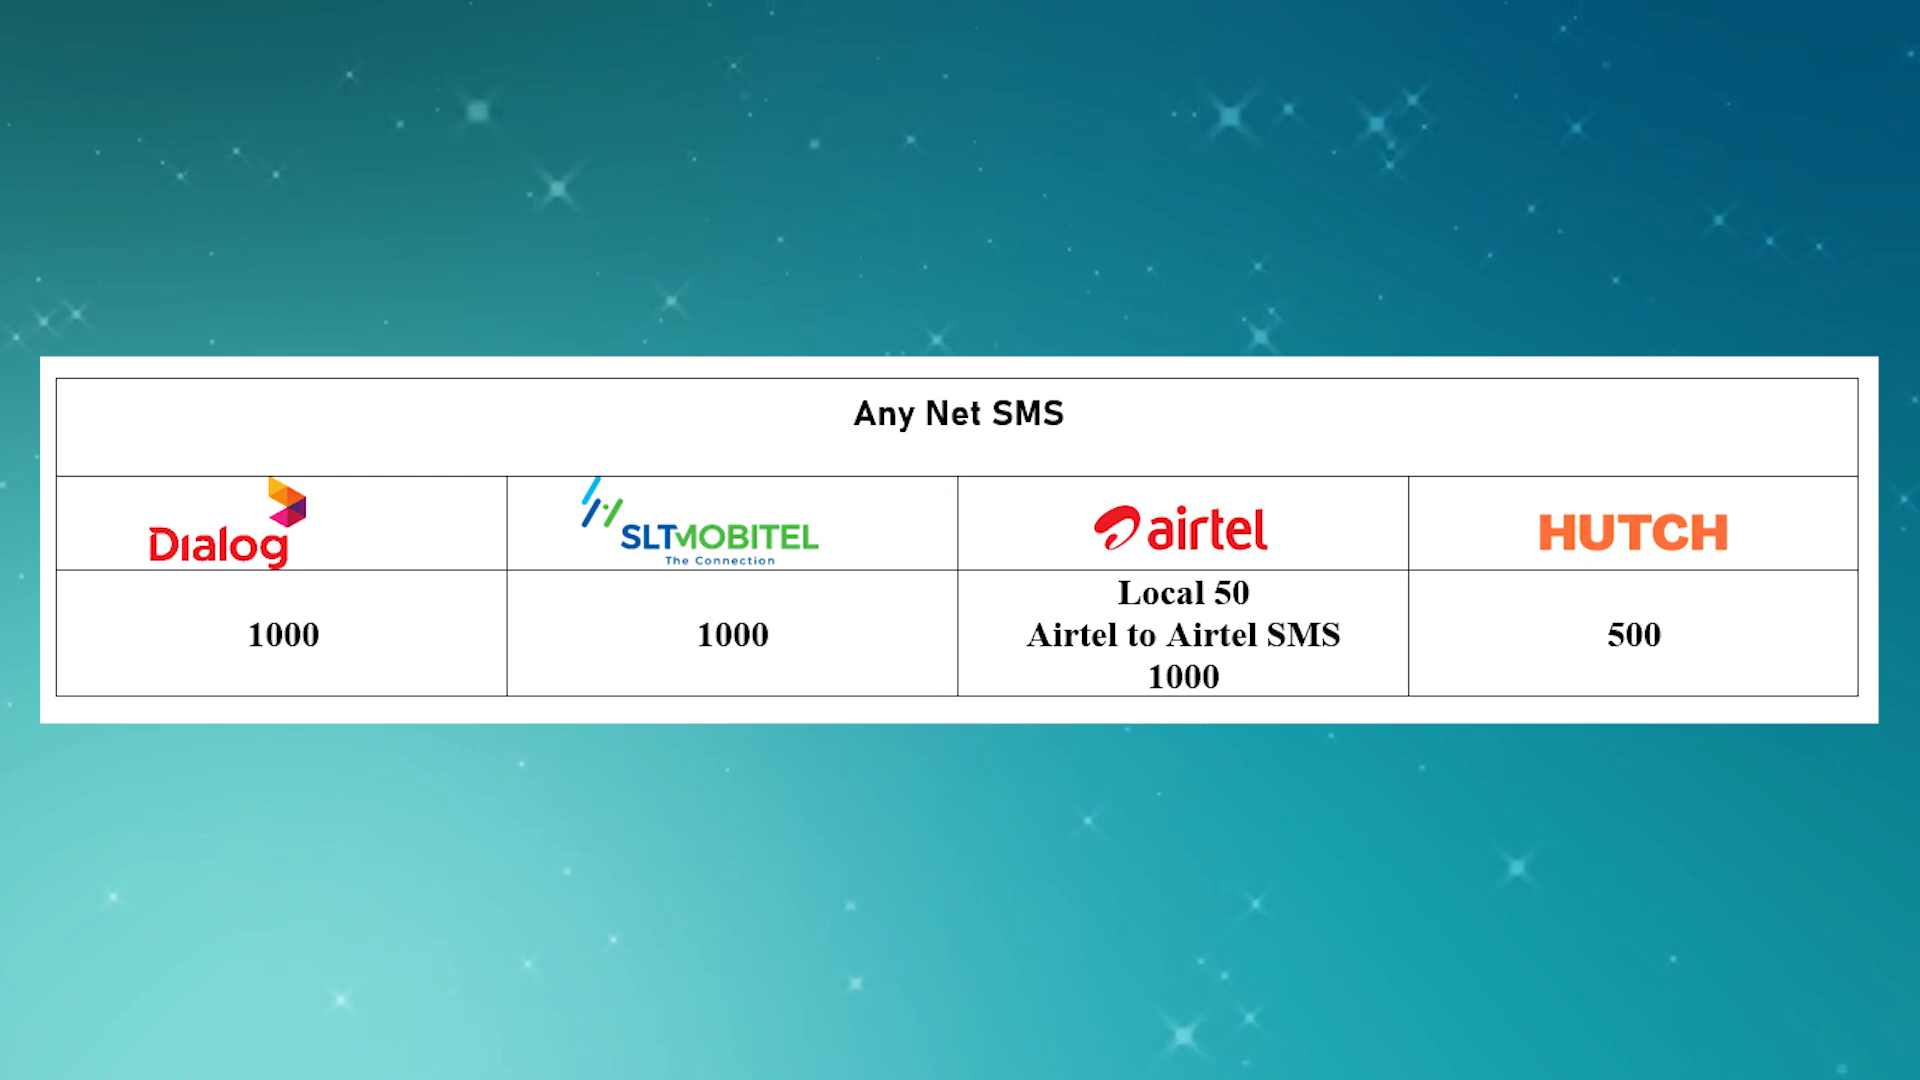 Any Net SMS
Dialog
SLTMOBITEL
The Connection
airtel
HUTCH
1000
1000
Local 50
Airtel to Airtel SMS
1000
500